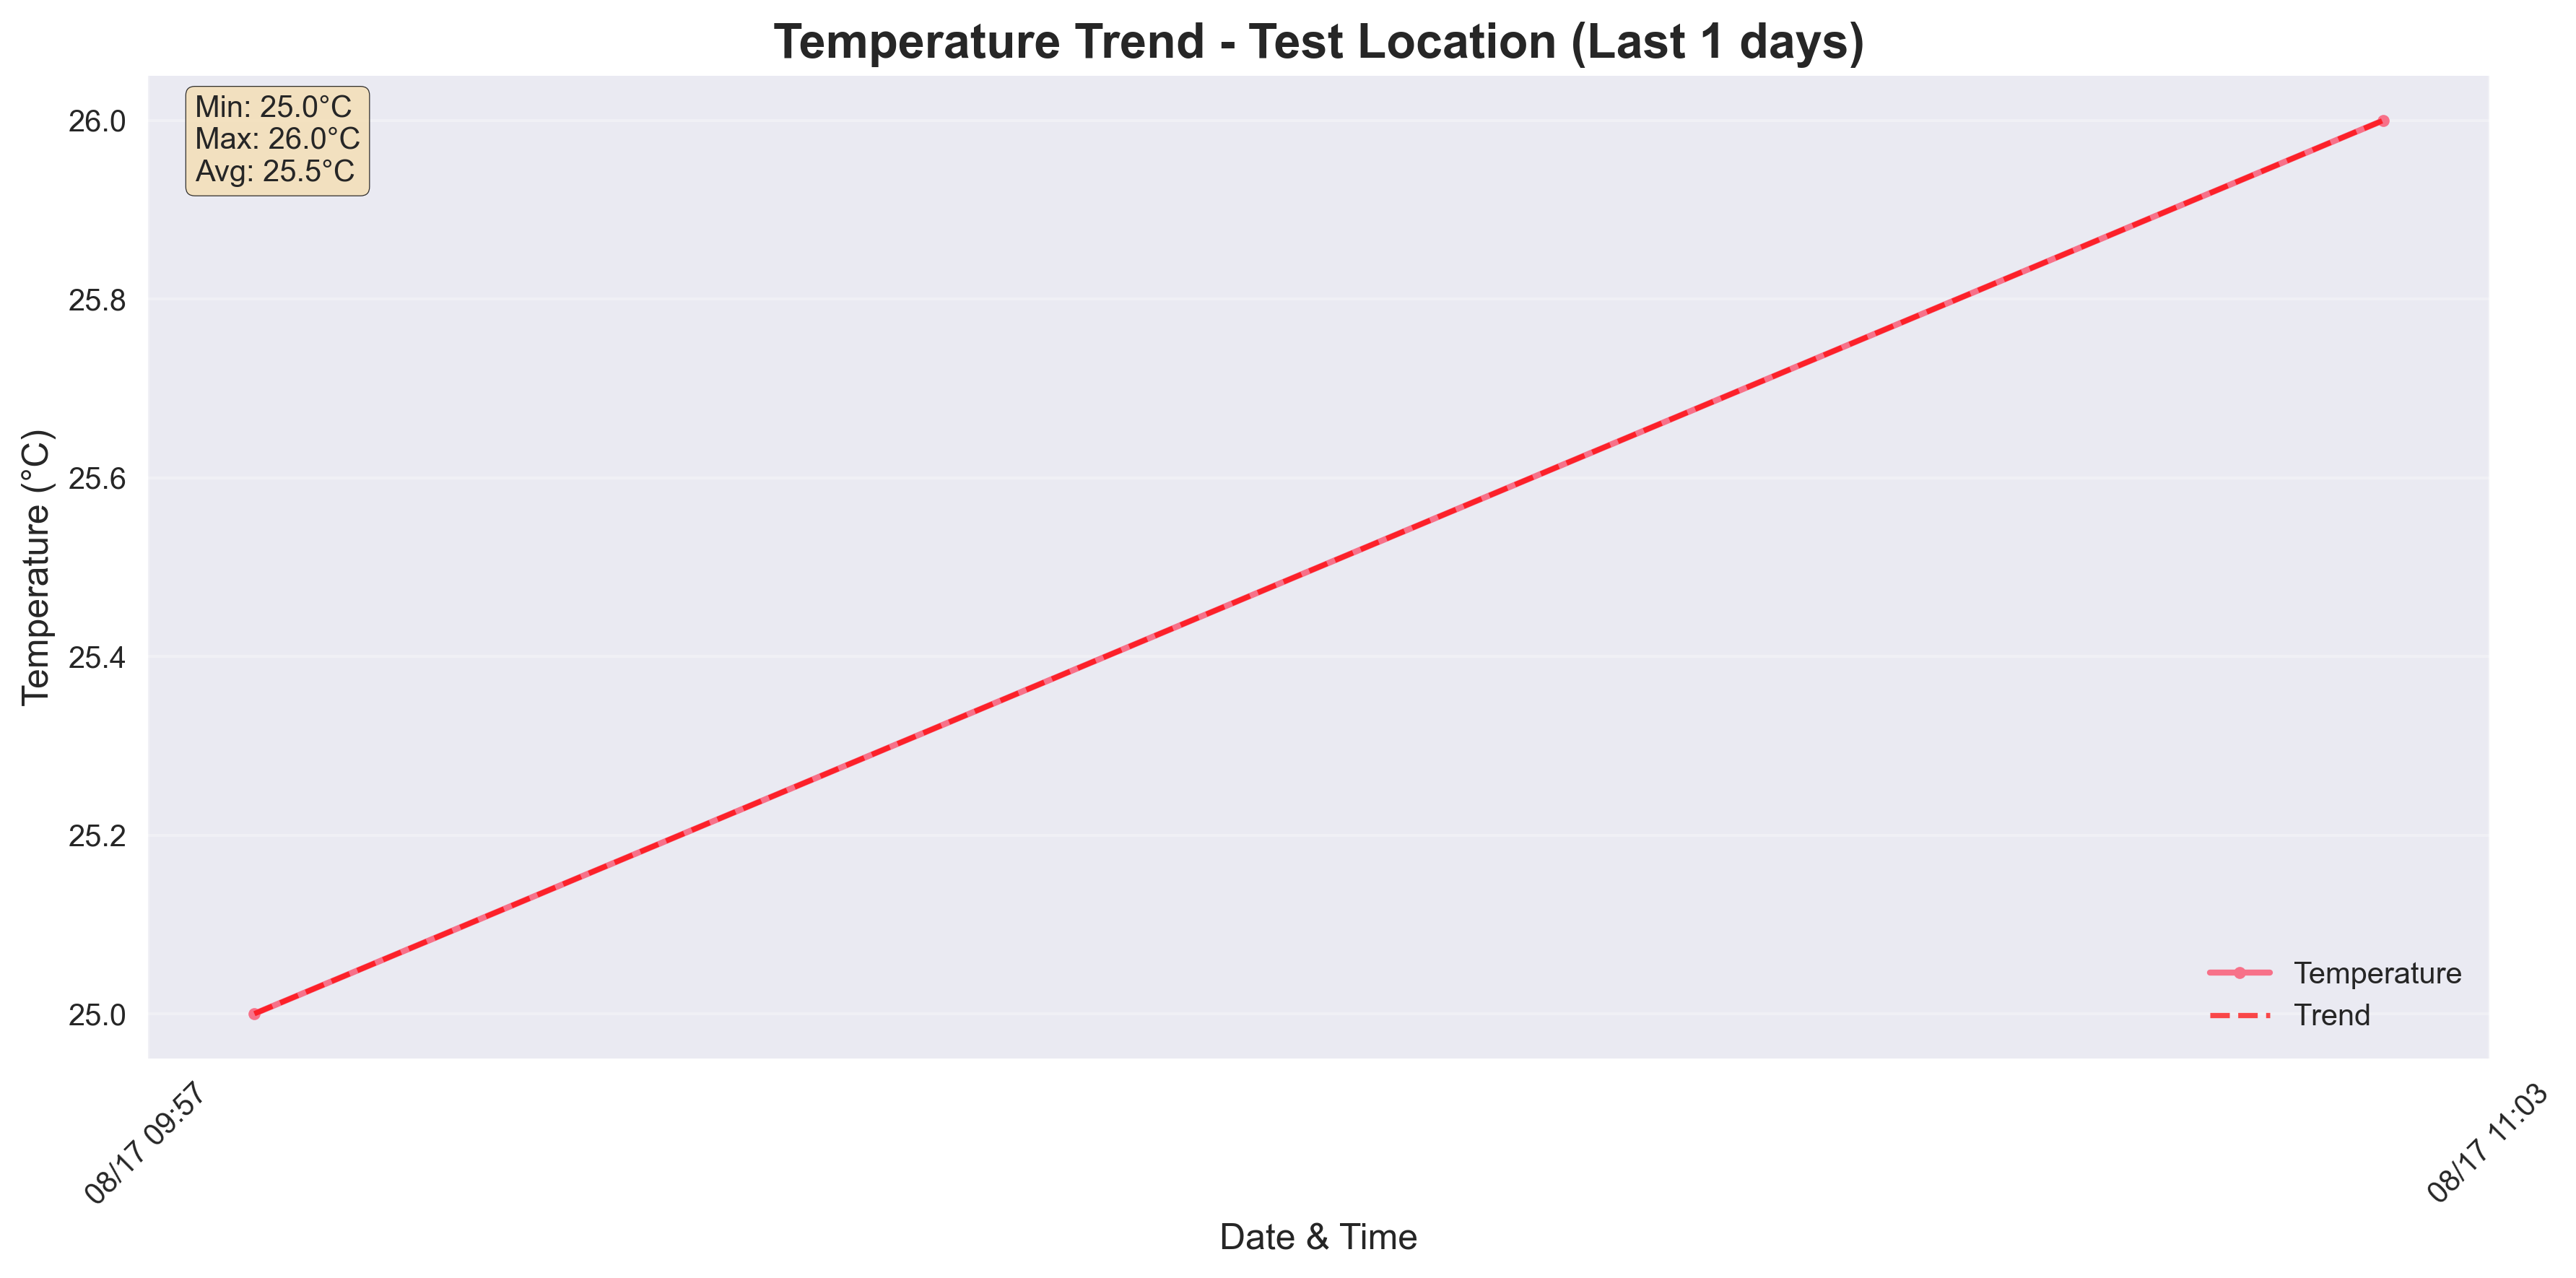 Temperature Trend - Test Location (Last 1 days)
Min: 25.0°C
Max: 26.0°C
Avg: 25.5°C
Temperature (°C)
26.0
25.8
25.6
25.4
25.2
25.0
Temperature
Trend
08/17 09:57
08/17 11:03
Date & Time